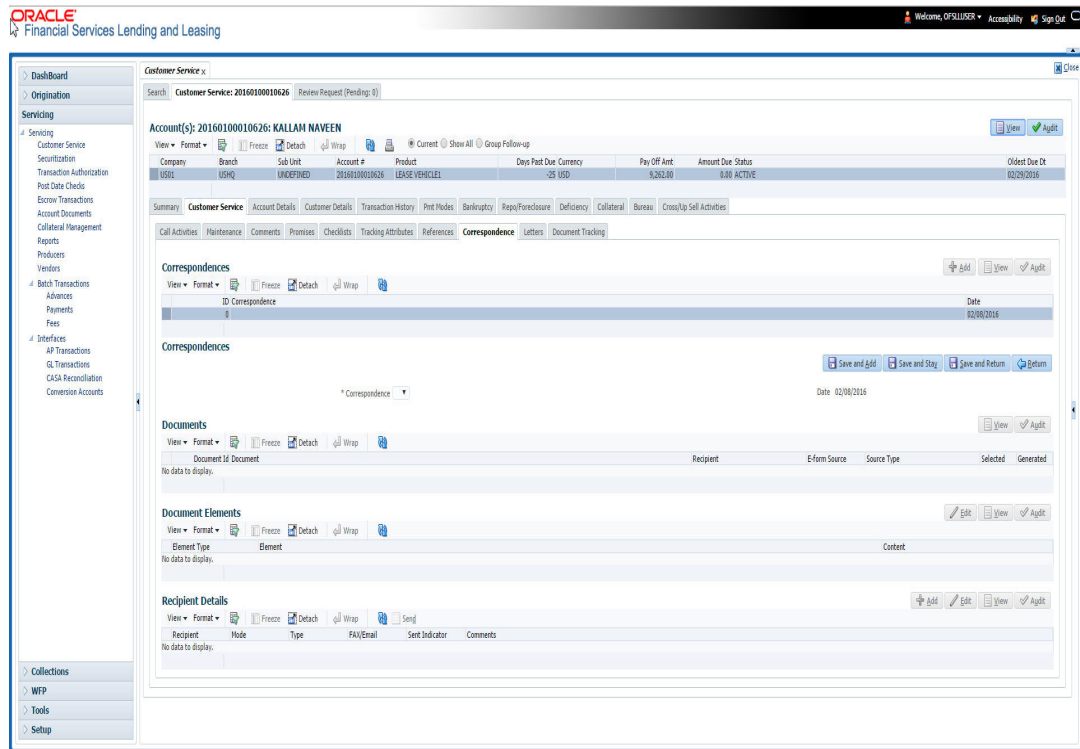 ORACLE'
Financial Services Lending and Leasing
Welcome, OFSLLUSER Accessibility Sign Out
Close
DashBoard
Origination
Servicing
Servicing
Customer Service
Securitization
Transaction Authorization
Post Date Checks
Escrow Transactions
Account Documents
Collateral Management
Reports
Producers
Vendors
Batch Transactions
Advances
Payments
Fees
Interfaces
AP Transactions
GL Transactions
CASA Reconciliation
Conversion Accounts
Collections
WFP
Tools
Setup
Customer Service x
Search Customer Service: 20160100010626 Review Request (Pending: 0)
Account(s): 20160100010626: KALLAM NAVEEN
View Audit
View Format Freeze Detach Wrap Current Show All Group Follow-up
Company Branch Sub Unit Account # Product Days Past Due Currency Pay Off Amt Amount Due Status Oldest Due Dt
US01 USHQ UNDEFINED 20160100010626 LEASE VEHICLE1 -25 USD 9,262.00 0.00 ACTIVE 02/29/2016
Summary Customer Service Account Details Customer Details Transaction History Pmt Modes Bankruptcy Repo/Foreclosure Deficiency Collateral Bureau Cross/Up Sell Activities
Call Activities Maintenance Comments Promises Checklists Tracking Attributes References Correspondence Letters Document Tracking
Correspondences
Add View Audit
View Format Freeze Detach Wrap
ID Correspondence Date
0 02/08/2016
Correspondences
Save and Add Save and Stay Save and Return Return
* Correspondence Date 02/08/2016
Documents
View Audit
View Format Freeze Detach Wrap
Document Id Document Recipient E-form Source Source Type Selected Generated
No data to display.
Document Elements
Edit View Audit
View Format Freeze Detach Wrap
Element Type Element Content
No data to display.
Recipient Details
Add Edit View Audit
View Format Freeze Detach Wrap Send
Recipient Mode Type FAX/Email Sent Indicator Comments
No data to display.